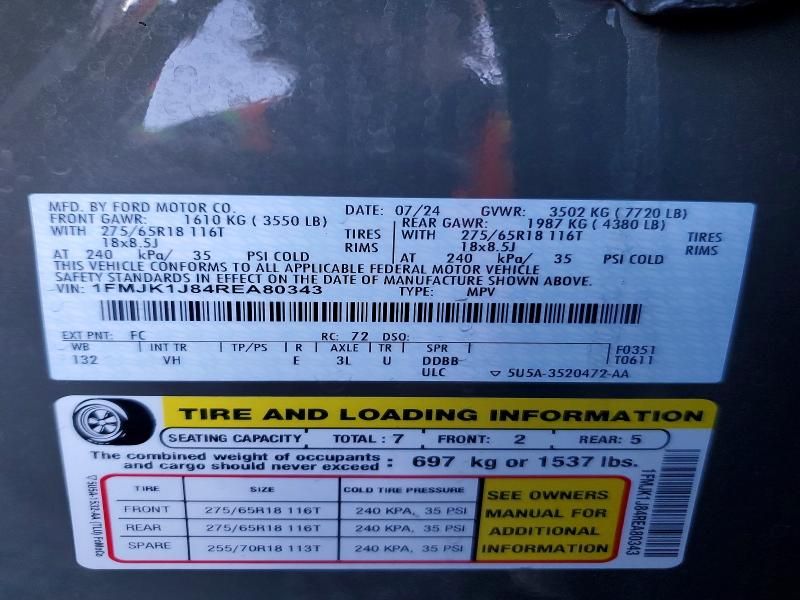 MFD. BY FORD MOTOR CO. DATE: 07/24 GVWR: 3502 KG ( 7720 LB)
FRONT GAWR: 1610 KG ( 3550 LB) REAR GAWR: 1987 KG ( 4380 LB)
WITH 275/65R18 116T TIRES WITH 275/65R18 116T TIRES
18x8.5J RIMS 18x8.5J RIMS
AT 240 kPa/ 35 PSI COLD AT 240 kPa/ 35 PSI COLD
THIS VEHICLE CONFORMS TO ALL APPLICABLE FEDERAL MOTOR VEHICLE
SAFETY STANDARDS IN EFFECT ON THE DATE OF MANUFACTURE SHOWN ABOVE.
VIN: 1FMJK1J84REA80343 TYPE: MPV
EXT PNT: FC RC: 72 DSO:
WB INT TR TP/PS R AXLE TR SPR F0351
132 VH E 3L U DDBB T0611
ULC ▽ 5U5A-3520472-AA
TIRE AND LOADING INFORMATION
SEATING CAPACITY TOTAL : 7 FRONT: 2 REAR: 5
The combined weight of occupants
and cargo should never exceed : 697 kg or 1537 lbs.
TIRE SIZE COLD TIRE PRESSURE
FRONT 275/65R18 116T 240 KPA, 35 PSI
REAR 275/65R18 116T 240 KPA, 35 PSI
SPARE 255/70R18 113T 240 KPA, 35 PSI
SEE OWNERS
MANUAL FOR
ADDITIONAL
INFORMATION
1FMJK1J84REA80343